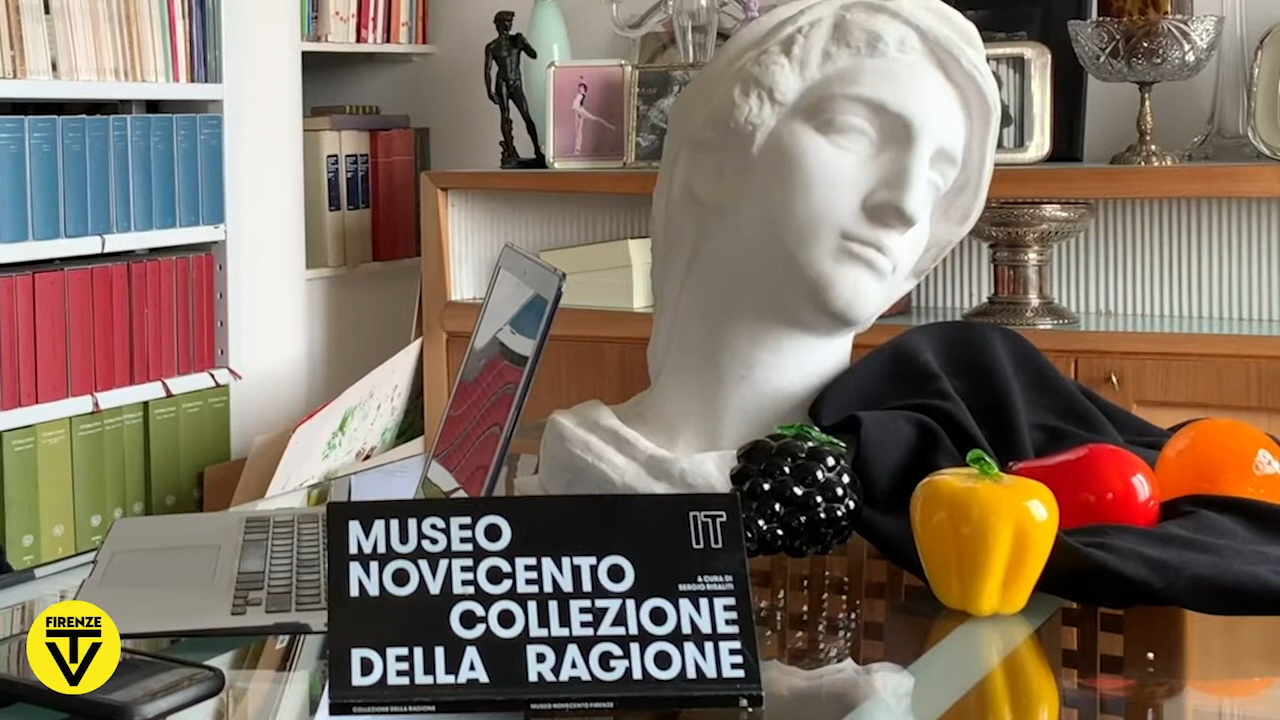 MUSEO
NOVECENTO
COLLEZIONE
DELLA RAGIONE
IT
A CURA DI
SERGIO RISALITI
COLLEZIONE DELLA RAGIONE
MUSEO NOVECENTO FIRENZE
FIRENZE
TV